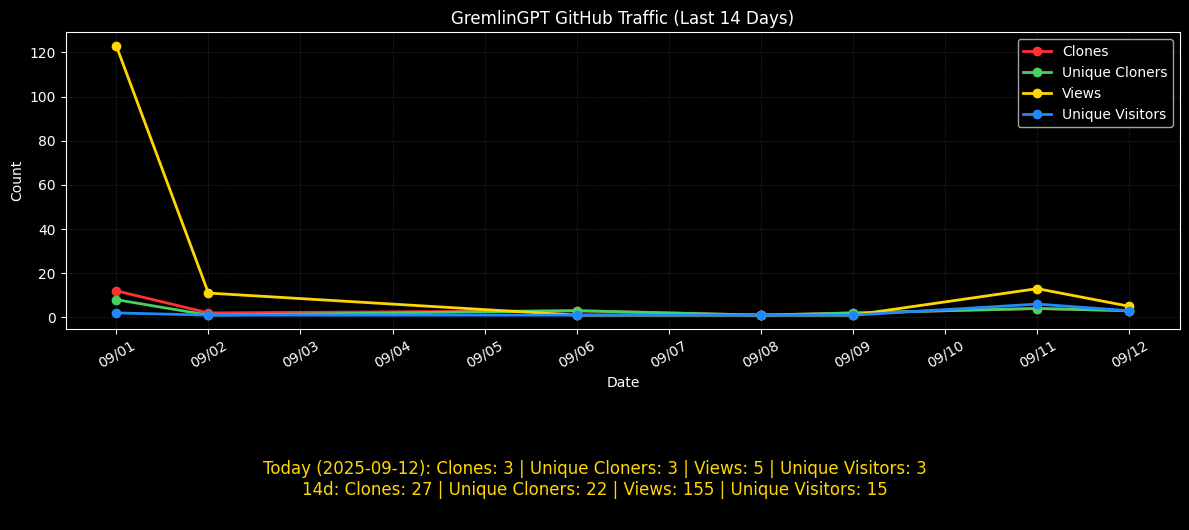 GremlinGPT GitHub Traffic (Last 14 Days)
Clones
Unique Cloners
Views
Unique Visitors
Count
120
100
80
60
40
20
0
09/01 09/02 09/03 09/04 09/05 09/06 09/07 09/08 09/09 09/10 09/11 09/12
Date
Today (2025-09-12): Clones: 3 | Unique Cloners: 3 | Views: 5 | Unique Visitors: 3
14d: Clones: 27 | Unique Cloners: 22 | Views: 155 | Unique Visitors: 15